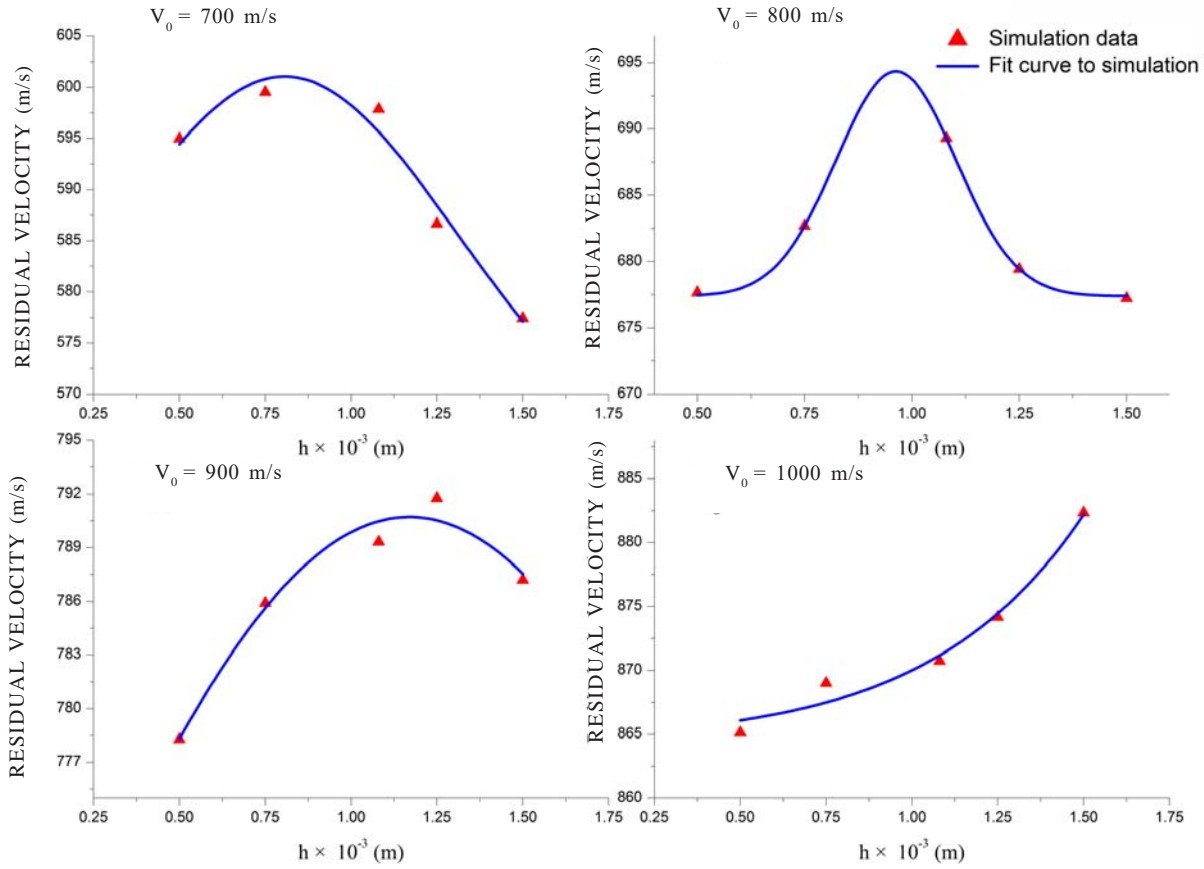 V0 = 700 m/s
RESIDUAL VELOCITY (m/s)
605
600
595
590
585
580
575
570
0.25 0.50 0.75 1.00 1.25 1.50 1.75
h × 10-3 (m)
V0 = 800 m/s
Simulation data
Fit curve to simulation
RESIDUAL VELOCITY (m/s)
695
690
685
680
675
670
0.50 0.75 1.00 1.25 1.50
h × 10-3 (m)
V0 = 900 m/s
RESIDUAL VELOCITY (m/s)
795
792
789
786
783
780
777
0.25 0.50 0.75 1.00 1.25 1.50 1.75
h × 10-3 (m)
V0 = 1000 m/s
RESIDUAL VELOCITY (m/s)
885
880
875
870
865
860
0.25 0.50 0.75 1.00 1.25 1.50 1.75
h × 10-3 (m)